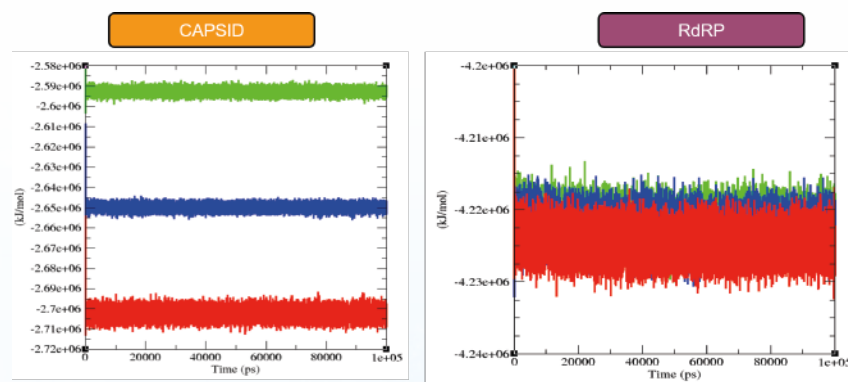 CAPSID
RdRP
-2.58e+06
-2.59e+06
-2.6e+06
-2.61e+06
-2.62e+06
-2.63e+06
-2.64e+06
-2.65e+06
-2.66e+06
-2.67e+06
-2.68e+06
-2.69e+06
-2.7e+06
-2.71e+06
-2.72e+06
(kJ/mol)
0 20000 40000 60000 80000 1e+05
Time (ps)
-4.2e+06
-4.21e+06
-4.22e+06
-4.23e+06
-4.24e+06
(kJ/mol)
0 20000 40000 60000 80000 1e+05
Time (ps)